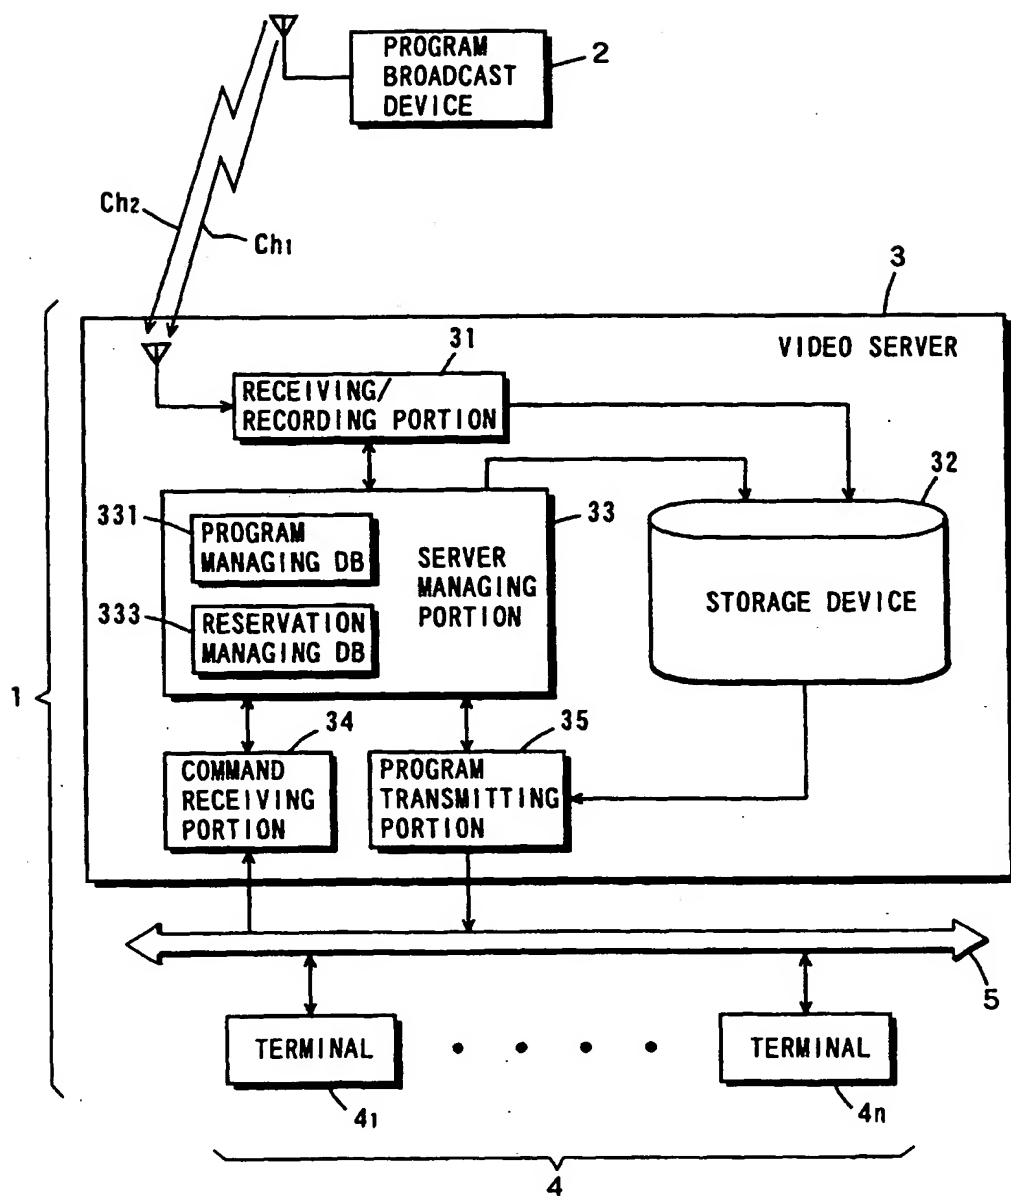 PROGRAM
BROADCAST
DEVICE
2
Ch2
Ch1
3
VIDEO SERVER
31
RECEIVING/
RECORDING PORTION
32
331
PROGRAM
MANAGING DB
33
SERVER
MANAGING
PORTION
STORAGE DEVICE
333
RESERVATION
MANAGING DB
1
34
COMMAND
RECEIVING
PORTION
35
PROGRAM
TRANSMITTING
PORTION
5
TERMINAL
TERMINAL
41
4n
4